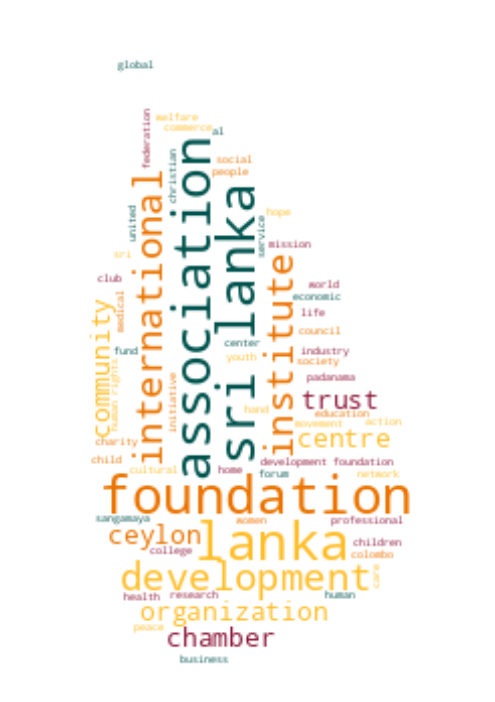 global
welfare
commerce
al
federation
christian
association
social
people
international
sri lanka
united
service
hope
mission
sri
institute
club
medical
world
economic
life
community
council
center
fund
youth
industry
society
human rights
initiative
padanama
trust
hand
education
movement
action
centre
charity
child
cultural
home
development foundation
forum
network
foundation
sangamaya
women
professional
ceylon
lanka
college
children
colombo
development
care
health
research
human
organization
peace
chamber
business